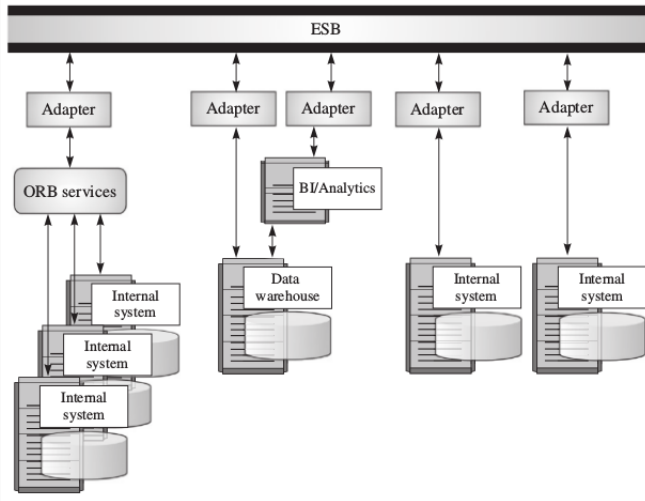 ESB
Adapter
Adapter
Adapter
Adapter
Adapter
ORB services
BI/Analytics
Internal
system
Internal
system
Internal
system
Data
warehouse
Internal
system
Internal
system